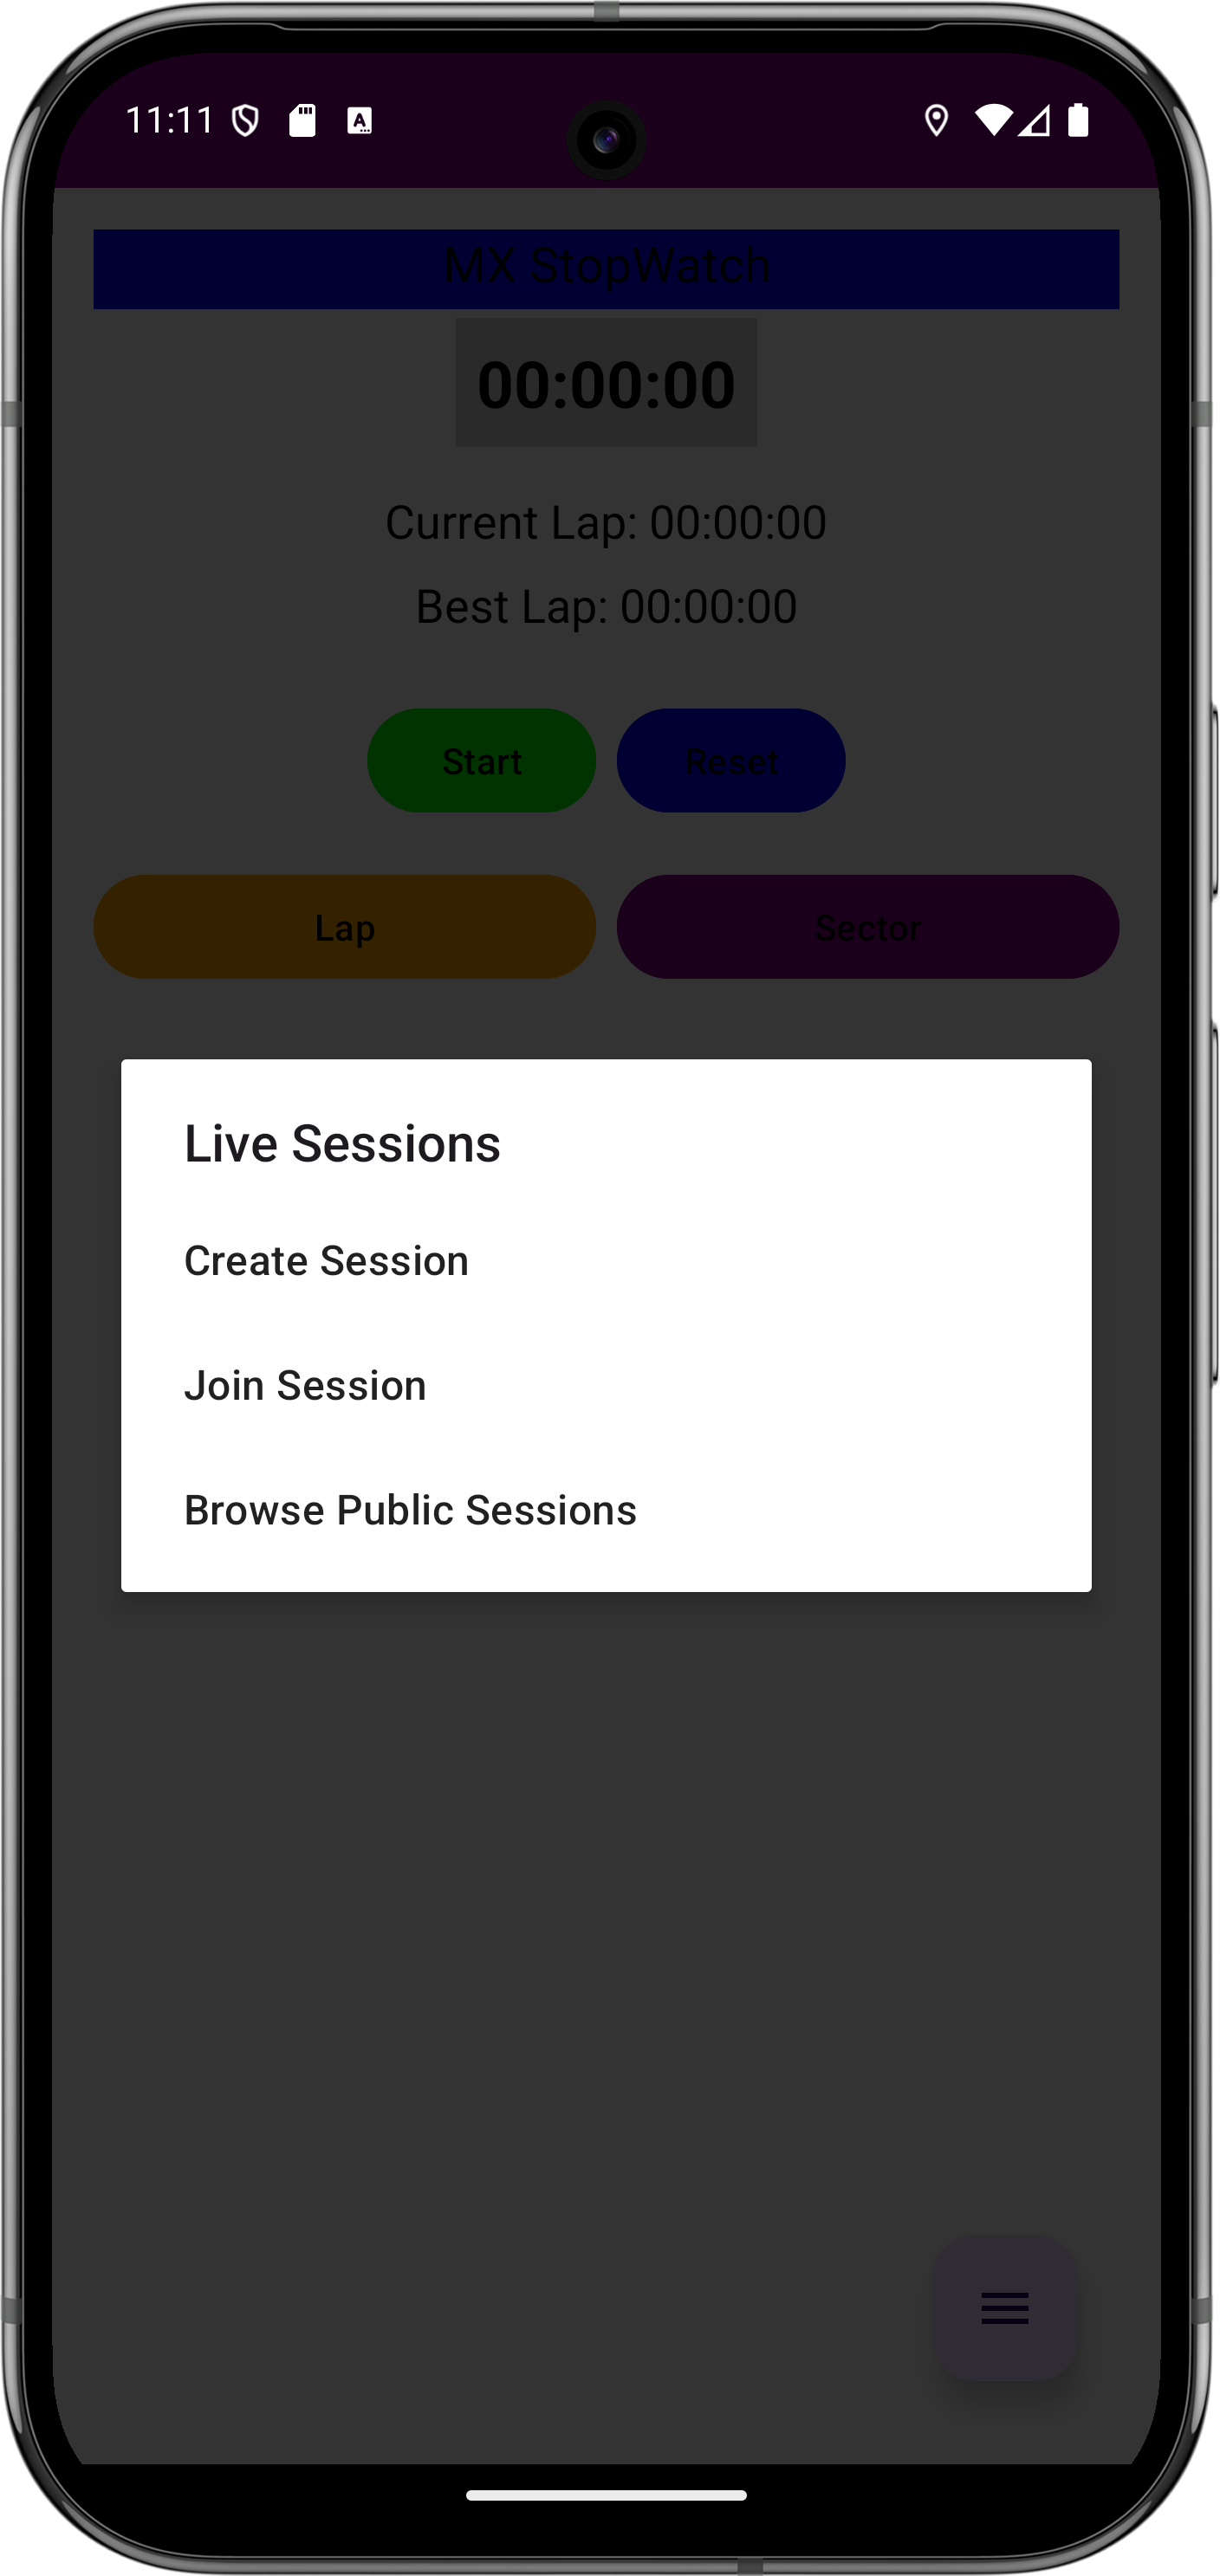 11:11
MX StopWatch
00:00:00
Current Lap: 00:00:00
Best Lap: 00:00:00
Start Reset
Lap Sector
Live Sessions
Create Session
Join Session
Browse Public Sessions